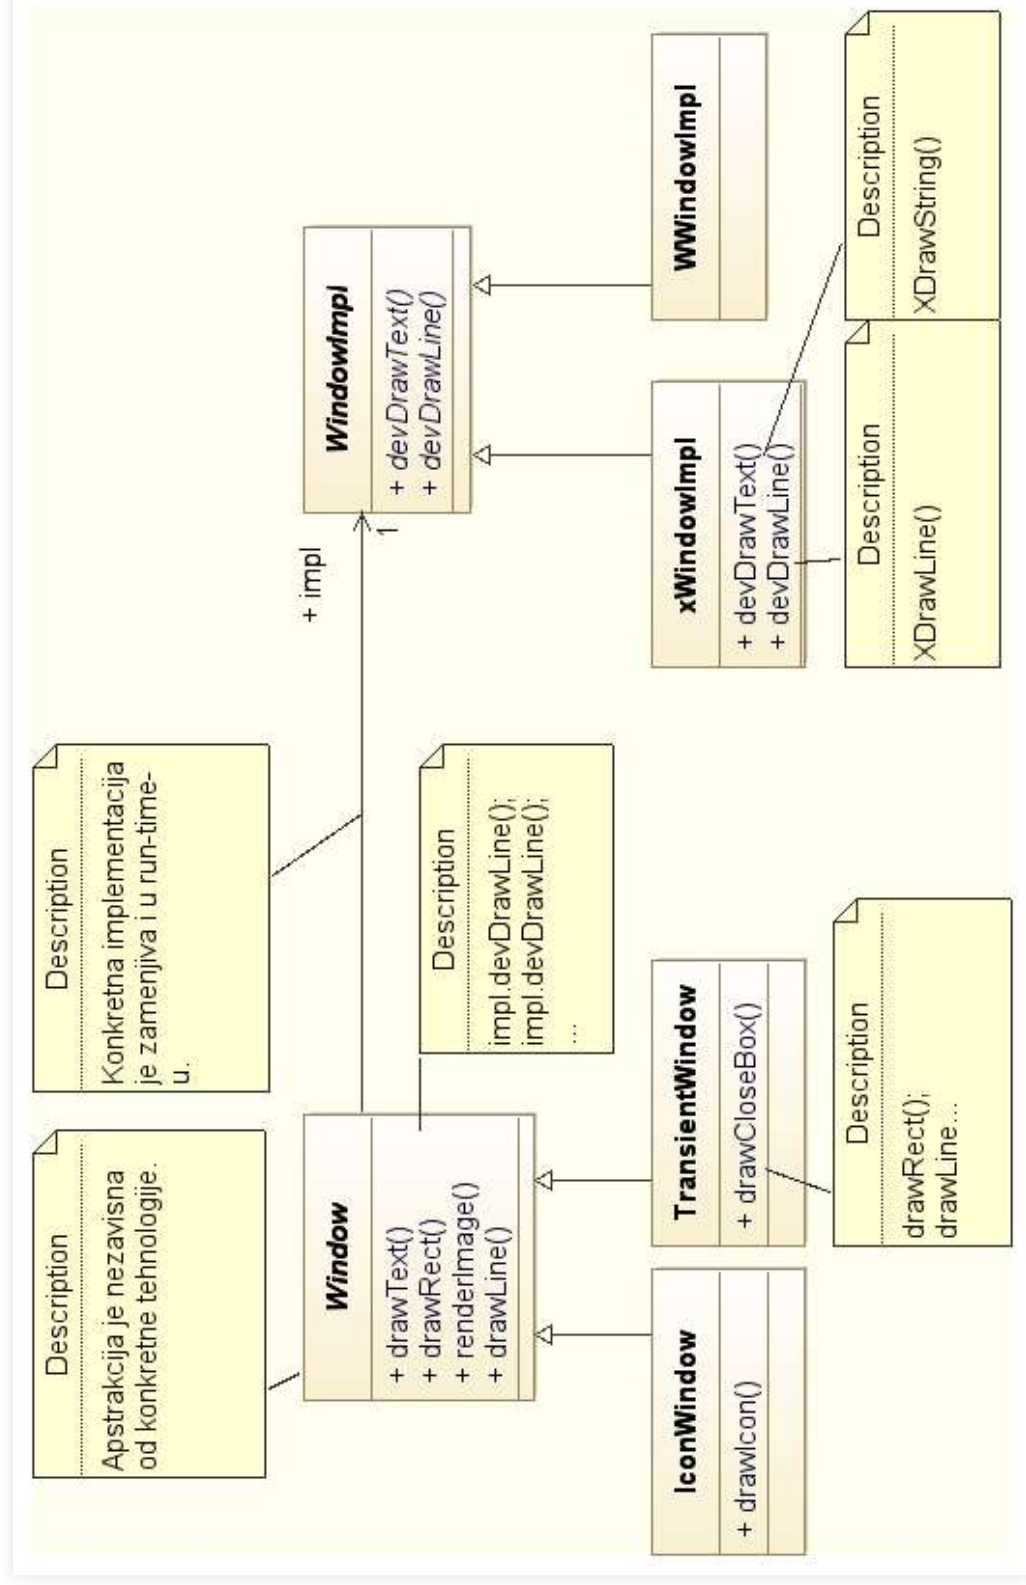 Description
Apstrakcija je nezavisna
od konkretne tehnologije.
Description
Konkretna implementacija
je zamenjiva i u run-time-
u.
Window
+ drawText()
+ drawRect()
+ renderImage()
+ drawLine()
+ impl
1
WindowImpl
+ devDrawText()
+ devDrawLine()
Description
impl.devDrawLine();
impl.devDrawLine();
...
IconWindow
+ drawIcon()
TransientWindow
+ drawCloseBox()
xWindowImpl
+ devDrawText()
+ devDrawLine()
WWindowImpl
Description
drawRect();
drawLine...
Description
XDrawLine()
Description
XDrawString()